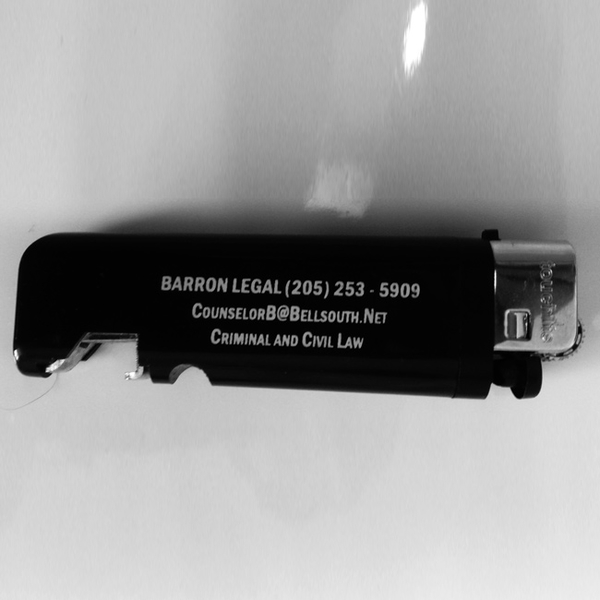 BARRON LEGAL (205) 253 - 5909
COUNSELORB@BELLSOUTH.NET
CRIMINAL AND CIVIL LAW